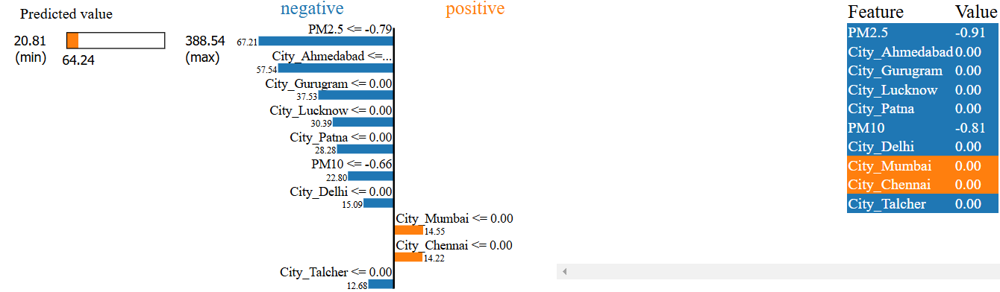 Predicted value
20.81
(min)
64.24
388.54
(max)
negative
positive
PM2.5 <= -0.79
67.21
City_Ahmedabad <=...
57.54
City_Gurugram <= 0.00
37.53
City_Lucknow <= 0.00
30.39
City_Patna <= 0.00
28.28
PM10 <= -0.66
22.80
City_Delhi <= 0.00
15.09
City_Mumbai <= 0.00
14.55
City_Chennai <= 0.00
14.22
City_Talcher <= 0.00
12.68
Feature Value
PM2.5 -0.91
City_Ahmedabad 0.00
City_Gurugram 0.00
City_Lucknow 0.00
City_Patna 0.00
PM10 -0.81
City_Delhi 0.00
City_Mumbai 0.00
City_Chennai 0.00
City_Talcher 0.00